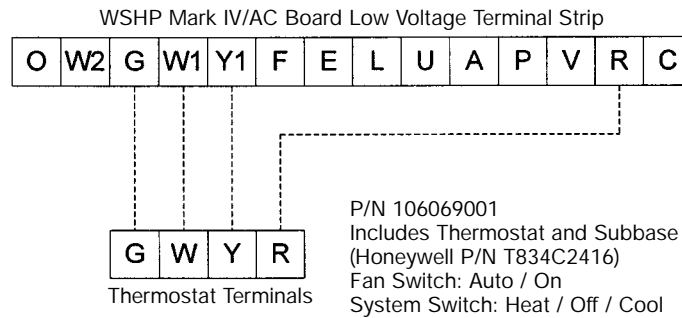 WSHP Mark IV/AC Board Low Voltage Terminal Strip
O W2 G W1 Y1 F E L U A P V R C
G W Y R
Thermostat Terminals
P/N 106069001
Includes Thermostat and Subbase
(Honeywell P/N T834C2416)
Fan Switch: Auto / On
System Switch: Heat / Off / Cool